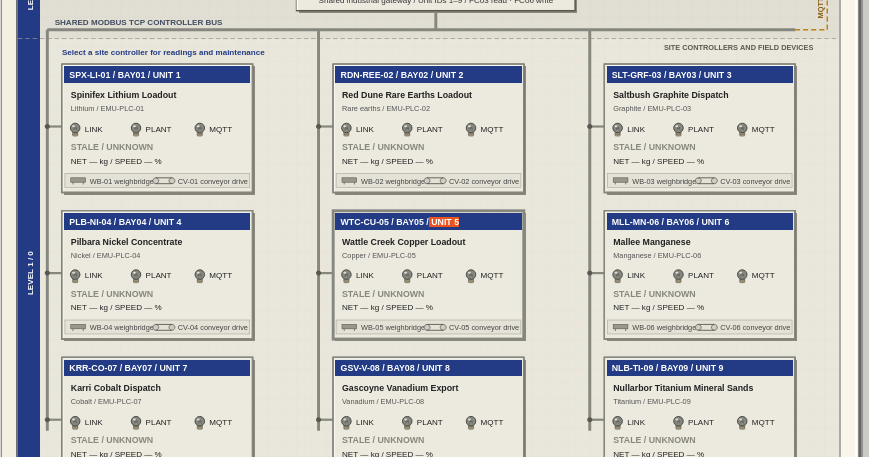 Shared industrial gateway / Unit IDs 1–9 / FC03 read · FC06 write
MQTT
SHARED MODBUS TCP CONTROLLER BUS
SITE CONTROLLERS AND FIELD DEVICES
Select a site controller for readings and maintenance
LEVEL 1 / 0
SPX-LI-01 / BAY01 / UNIT 1
Spinifex Lithium Loadout
Lithium / EMU-PLC-01
LINK PLANT MQTT
STALE / UNKNOWN
NET — kg / SPEED — %
WB-01 weighbridge CV-01 conveyor drive
RDN-REE-02 / BAY02 / UNIT 2
Red Dune Rare Earths Loadout
Rare earths / EMU-PLC-02
LINK PLANT MQTT
STALE / UNKNOWN
NET — kg / SPEED — %
WB-02 weighbridge CV-02 conveyor drive
SLT-GRF-03 / BAY03 / UNIT 3
Saltbush Graphite Dispatch
Graphite / EMU-PLC-03
LINK PLANT MQTT
STALE / UNKNOWN
NET — kg / SPEED — %
WB-03 weighbridge CV-03 conveyor drive
PLB-NI-04 / BAY04 / UNIT 4
Pilbara Nickel Concentrate
Nickel / EMU-PLC-04
LINK PLANT MQTT
STALE / UNKNOWN
NET — kg / SPEED — %
WB-04 weighbridge CV-04 conveyor drive
WTC-CU-05 / BAY05 / UNIT 5
Wattle Creek Copper Loadout
Copper / EMU-PLC-05
LINK PLANT MQTT
STALE / UNKNOWN
NET — kg / SPEED — %
WB-05 weighbridge CV-05 conveyor drive
MLL-MN-06 / BAY06 / UNIT 6
Mallee Manganese
Manganese / EMU-PLC-06
LINK PLANT MQTT
STALE / UNKNOWN
NET — kg / SPEED — %
WB-06 weighbridge CV-06 conveyor drive
KRR-CO-07 / BAY07 / UNIT 7
Karri Cobalt Dispatch
Cobalt / EMU-PLC-07
LINK PLANT MQTT
STALE / UNKNOWN
NET — kg / SPEED — %
GSV-V-08 / BAY08 / UNIT 8
Gascoyne Vanadium Export
Vanadium / EMU-PLC-08
LINK PLANT MQTT
STALE / UNKNOWN
NET — kg / SPEED — %
NLB-TI-09 / BAY09 / UNIT 9
Nullarbor Titanium Mineral Sands
Titanium / EMU-PLC-09
LINK PLANT MQTT
STALE / UNKNOWN
NET — kg / SPEED — %